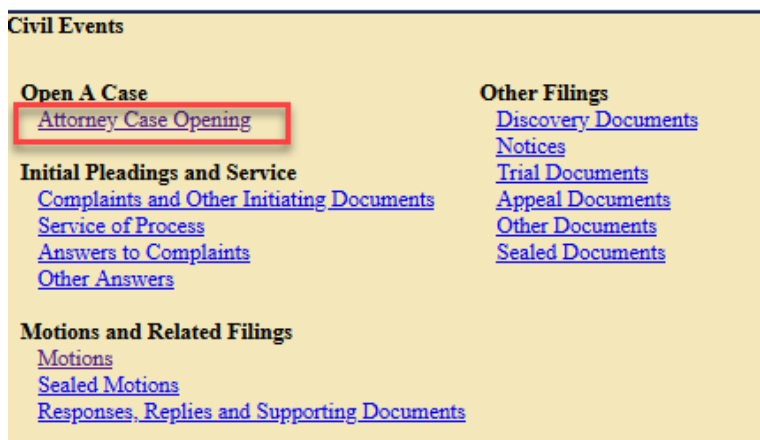 Civil Events
Open A Case
Attorney Case Opening
Initial Pleadings and Service
Complaints and Other Initiating Documents
Service of Process
Answers to Complaints
Other Answers
Motions and Related Filings
Motions
Sealed Motions
Responses, Replies and Supporting Documents
Other Filings
Discovery Documents
Notices
Trial Documents
Appeal Documents
Other Documents
Sealed Documents